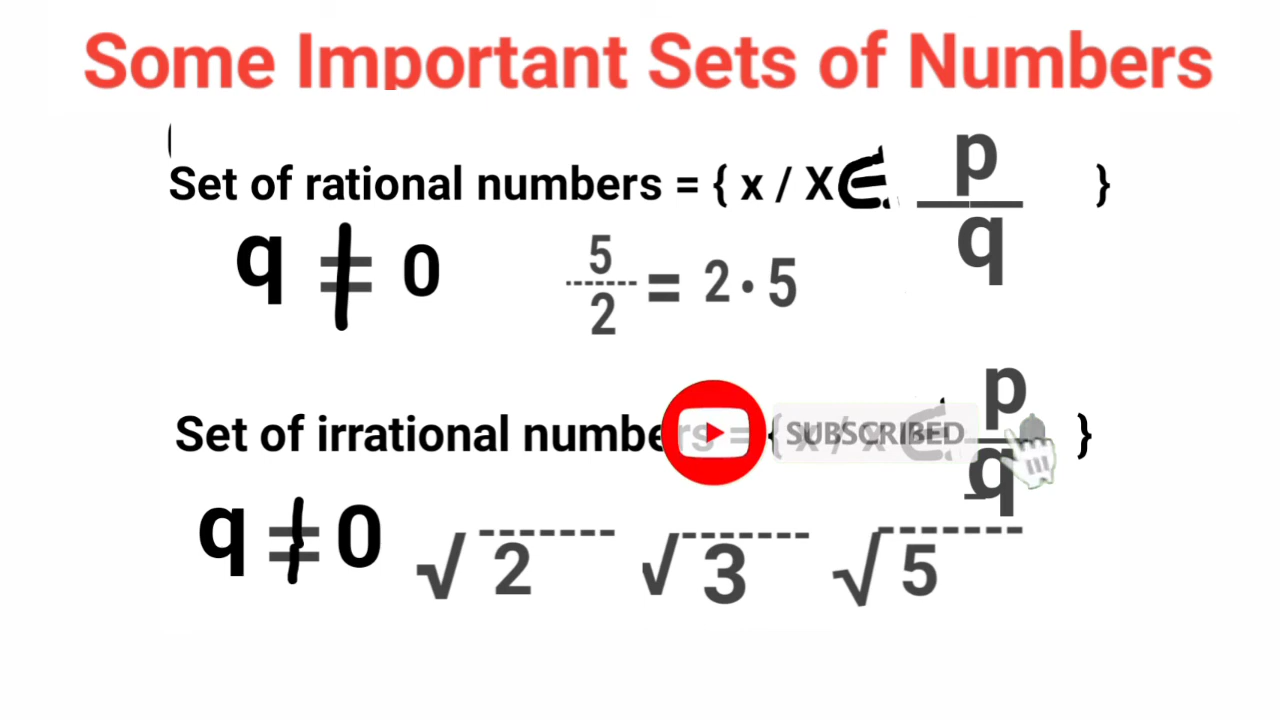 Some Important Sets of Numbers
Set of rational numbers = { x / X ∈ p/q }
q ≠ 0 5/2 = 2·5
Set of irrational numbers = { x / x ∈ p/q }
SUBSCRIBED
q ≠ 0 √2 √3 √5